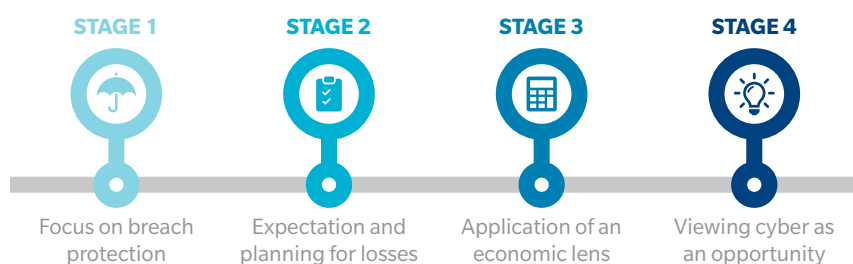 STAGE 1
STAGE 2
STAGE 3
STAGE 4
Focus on breach
protection
Expectation and
planning for losses
Application of an
economic lens
Viewing cyber as
an opportunity